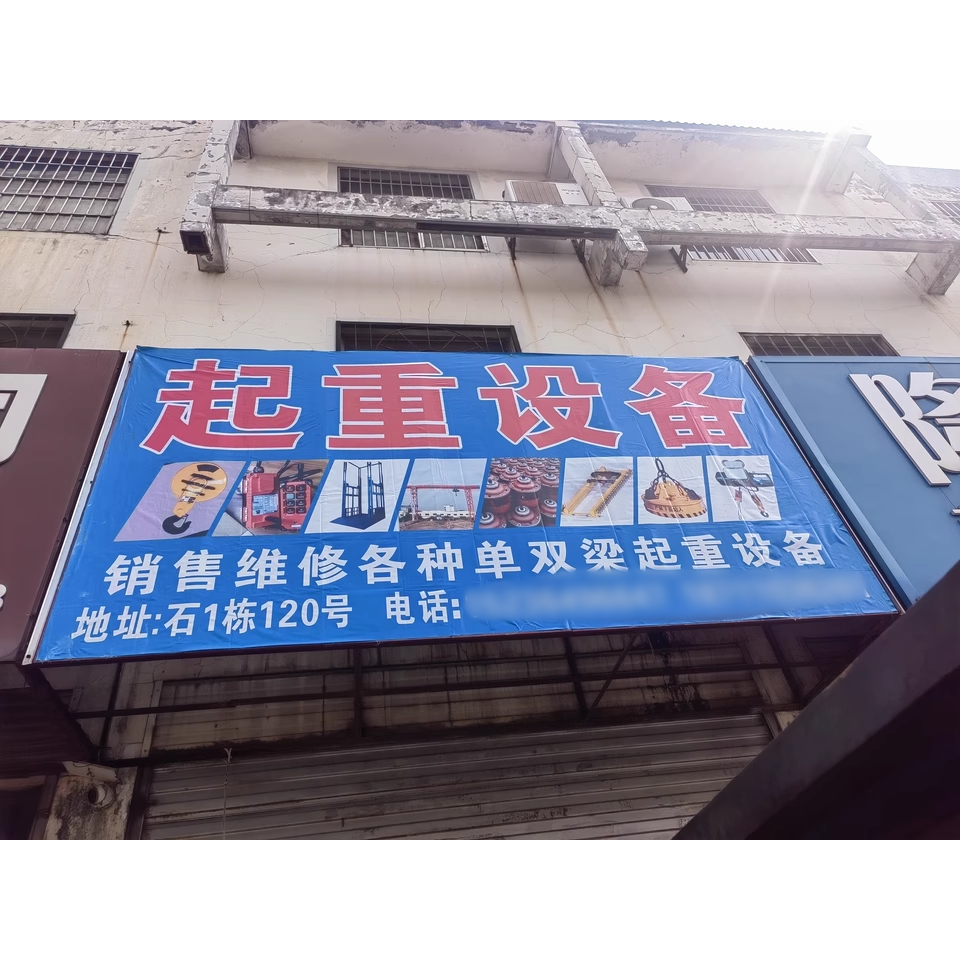 起重设备
销售维修各种单双梁起重设备
地址:石1栋120号 电话:
隆